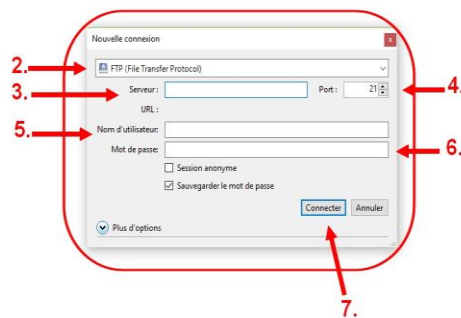 Nouvelle connexion
x
2.
FTP (File Transfer Protocol)
3.
Serveur :
Port :
21
4.
URL :
5.
Nom d'utilisateur:
Mot de passe:
6.
Session anonyme
Sauvegarder le mot de passe
Connecter
Annuler
Plus d'options
7.